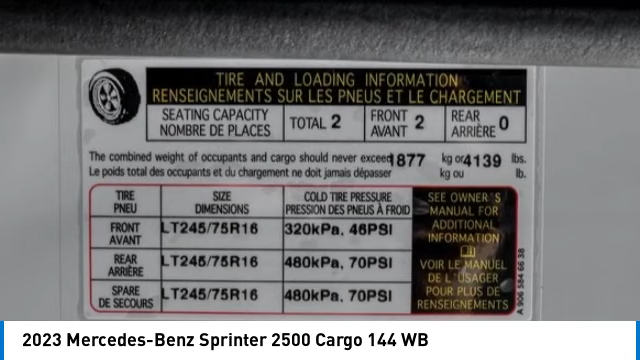 TIRE AND LOADING INFORMATION
RENSEIGNEMENTS SUR LES PNEUS ET LE CHARGEMENT
SEATING CAPACITY
NOMBRE DE PLACES
TOTAL 2
FRONT
AVANT 2
REAR
ARRIÈRE 0
The combined weight of occupants and cargo should never exceed 1877 kg or 4139 lbs.
Le poids total des occupants et du chargement ne doit jamais dépasser kg ou lb.
TIRE
PNEU
SIZE
DIMENSIONS
COLD TIRE PRESSURE
PRESSION DES PNEUS À FROID
FRONT
AVANT
LT245/75R16
320kPa, 46PSI
REAR
ARRIÈRE
LT245/75R16
480kPa, 70PSI
SPARE
DE SECOURS
LT245/75R16
480kPa, 70PSI
SEE OWNER'S
MANUAL FOR
ADDITIONAL
INFORMATION
VOIR LE MANUEL
DE L'USAGER
POUR PLUS DE
RENSEIGNEMENTS
A 906 584 66 38
2023 Mercedes-Benz Sprinter 2500 Cargo 144 WB